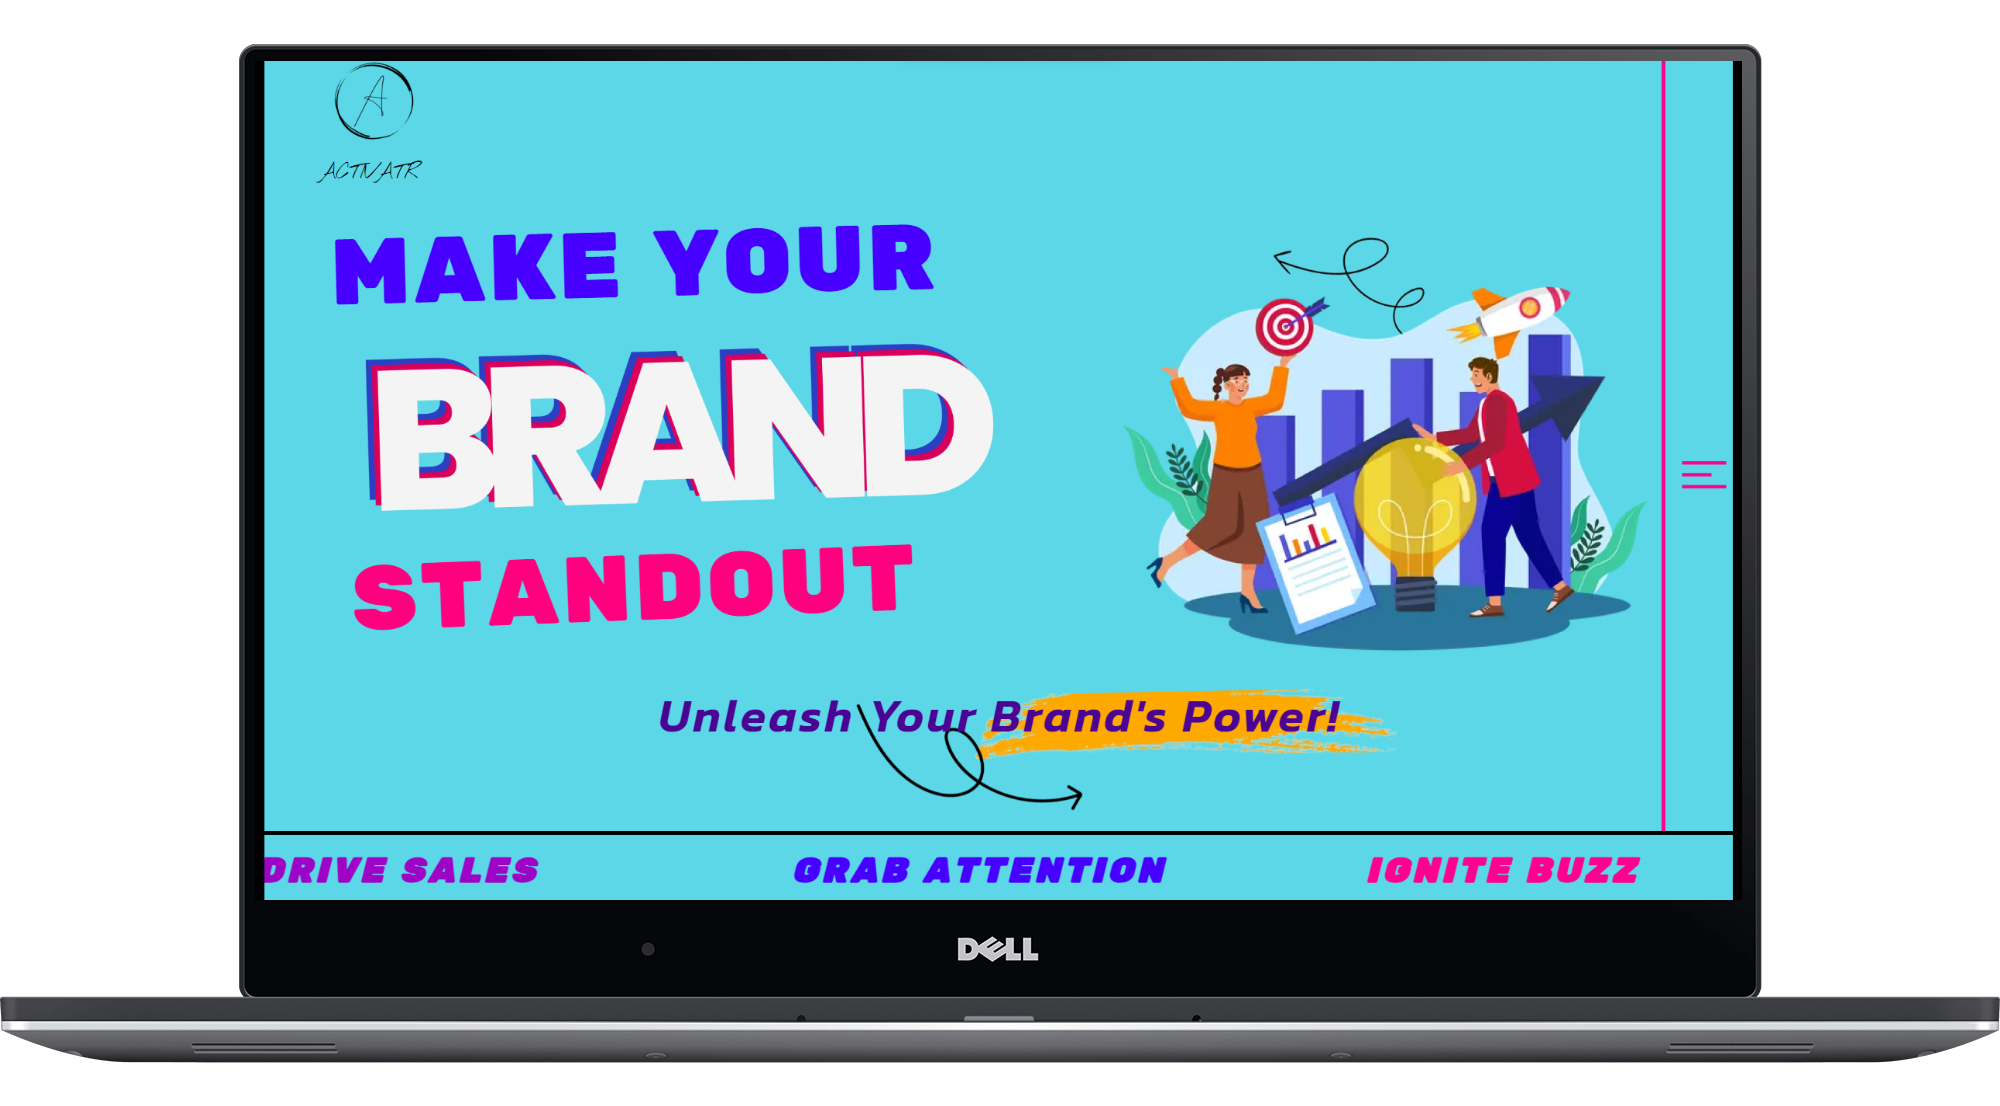 A
ACTIVATR
MAKE YOUR
BRAND
STANDOUT
Unleash Your Brand's Power!
DRIVE SALES
GRAB ATTENTION
IGNITE BUZZ
DELL